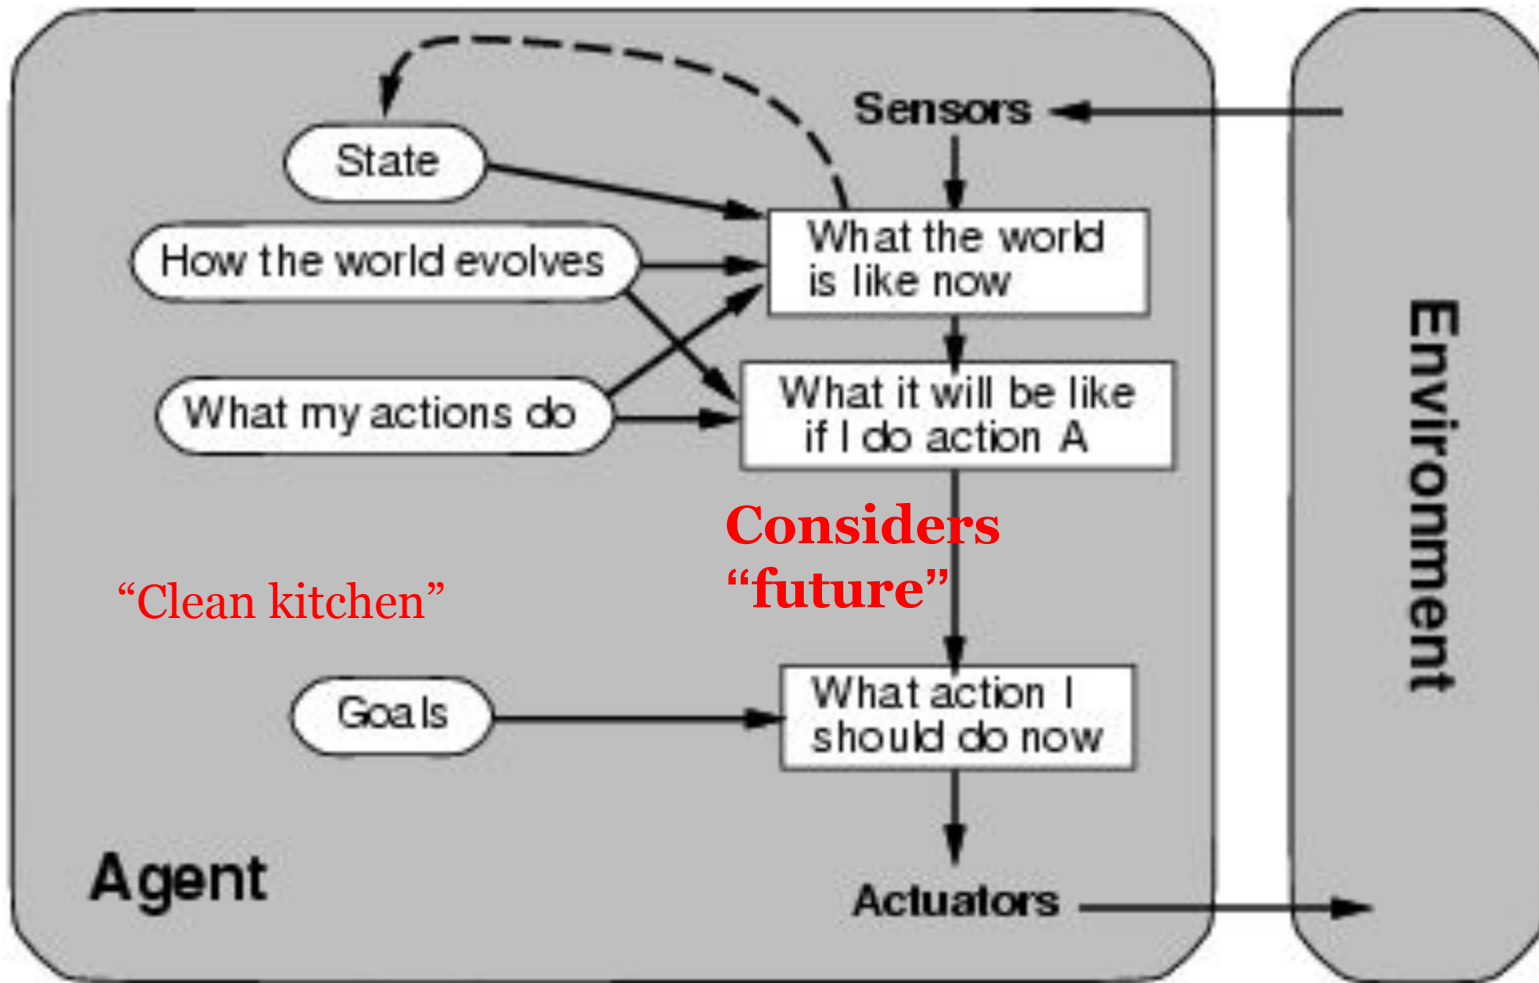 Sensors
State
What the world
is like now
How the world evolves
What it will be like
if I do action A
What my actions do
Considers
“future”
“Clean kitchen”
Goals
What action I
should do now
Agent
Actuators
Environment